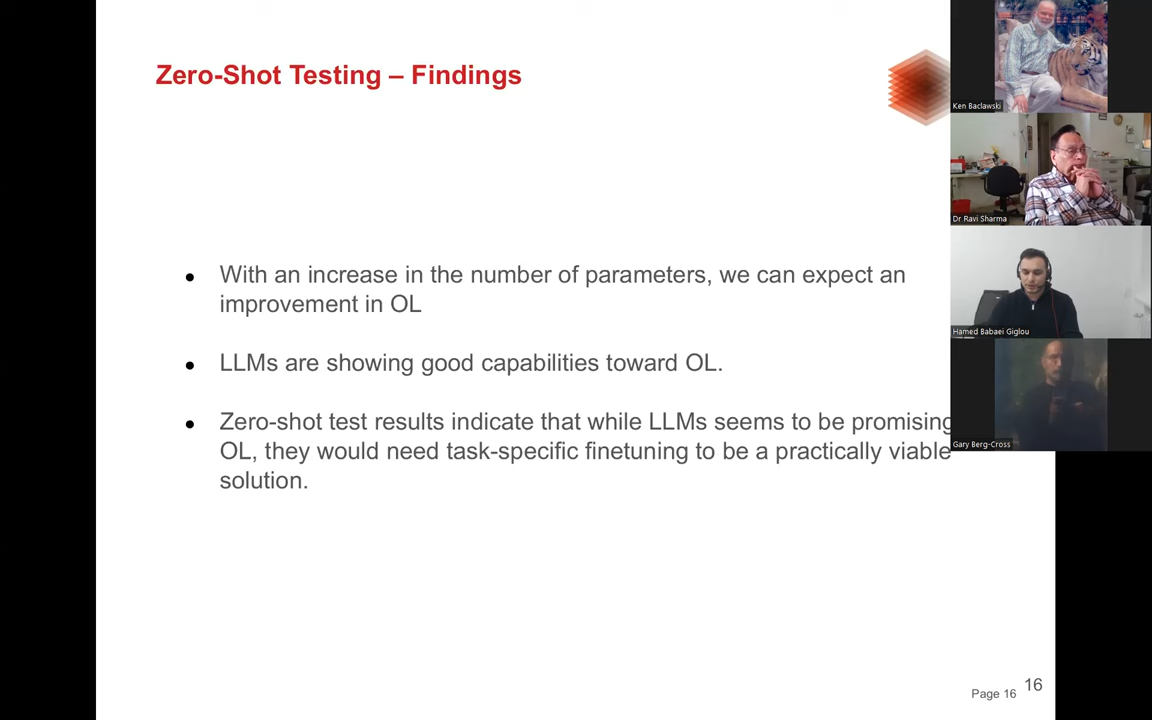 Zero-Shot Testing – Findings
● With an increase in the number of parameters, we can expect an
improvement in OL
● LLMs are showing good capabilities toward OL.
● Zero-shot test results indicate that while LLMs seems to be promising
OL, they would need task-specific finetuning to be a practically viable
solution.
Page 16
16
Ken Baclawski
Dr Ravi Sharma
Hamed Babaei Giglou
Gary Berg-Cross